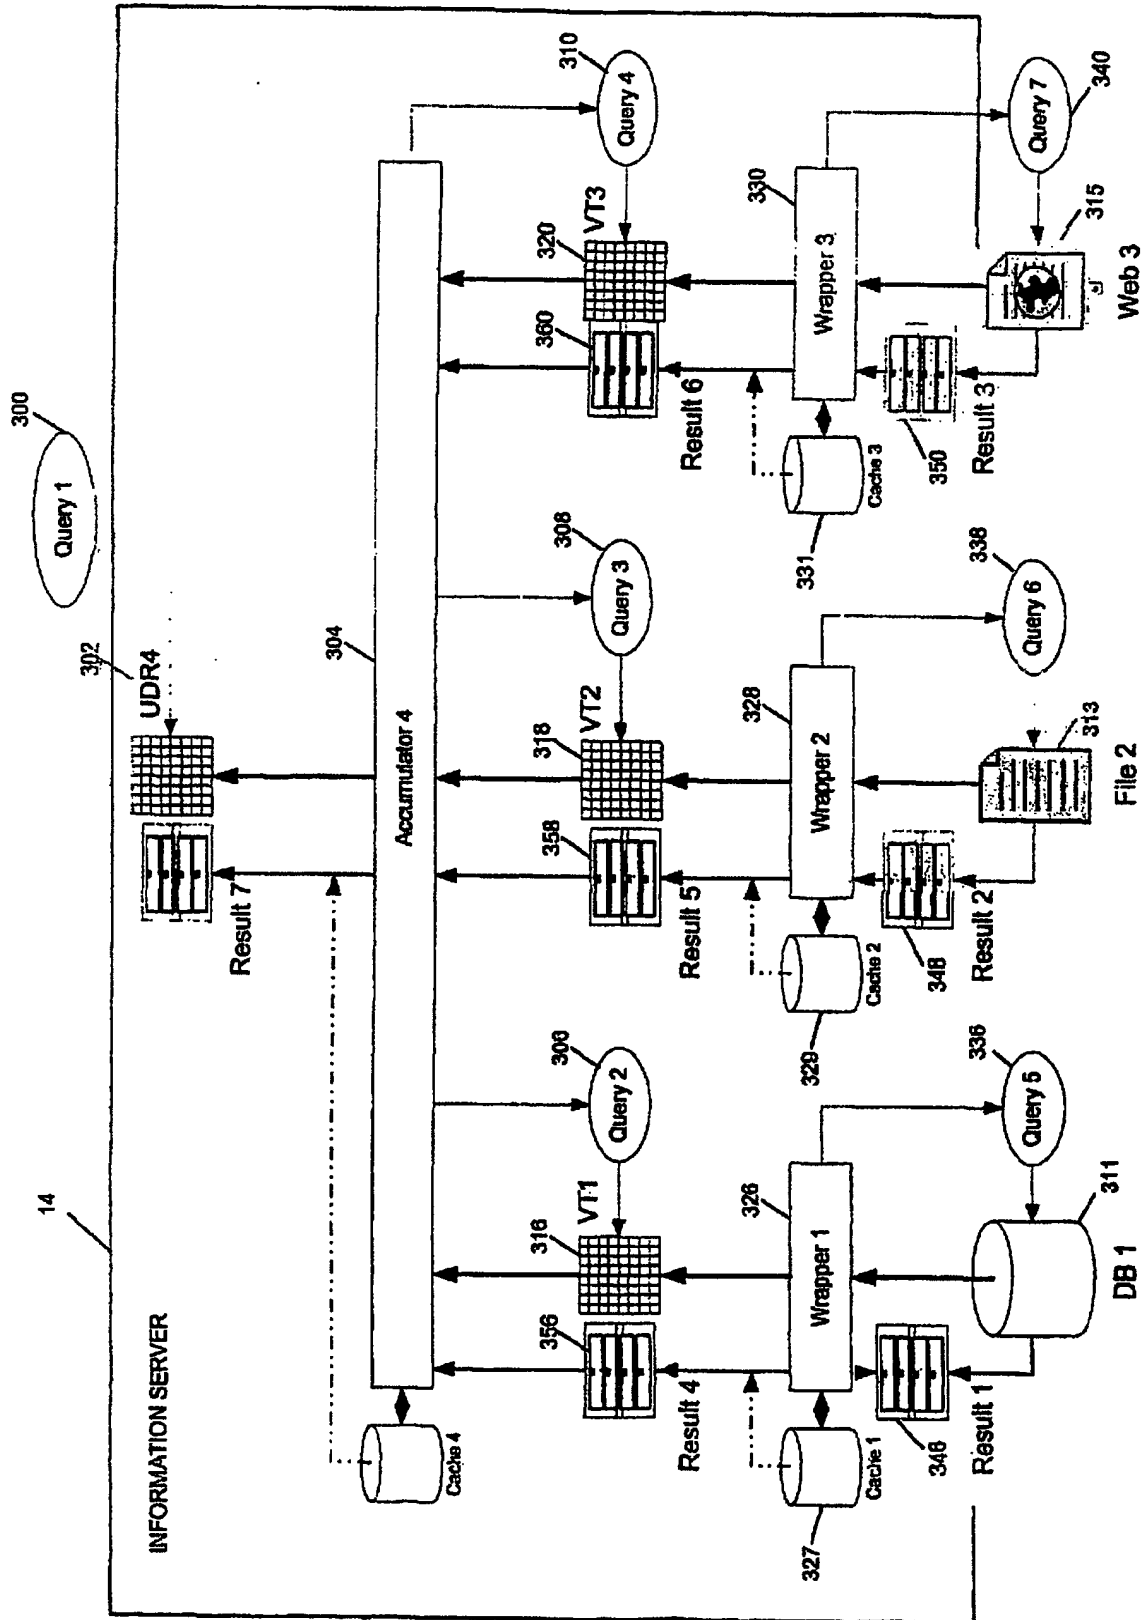 14
300
Query 1
302
UDR4
INFORMATION SERVER
Result 7
304
Accumulator 4
Cache 4
356
316
VT1
306
Query 2
358
318
VT2
308
Query 3
360
320
VT3
310
Query 4
Result 4
Result 5
Result 6
327
Cache 1
326
Wrapper 1
329
Cache 2
328
Wrapper 2
331
Cache 3
330
Wrapper 3
346
Result 1
336
Query 5
311
DB 1
348
Result 2
338
Query 6
313
File 2
350
Result 3
340
Query 7
315
Web 3